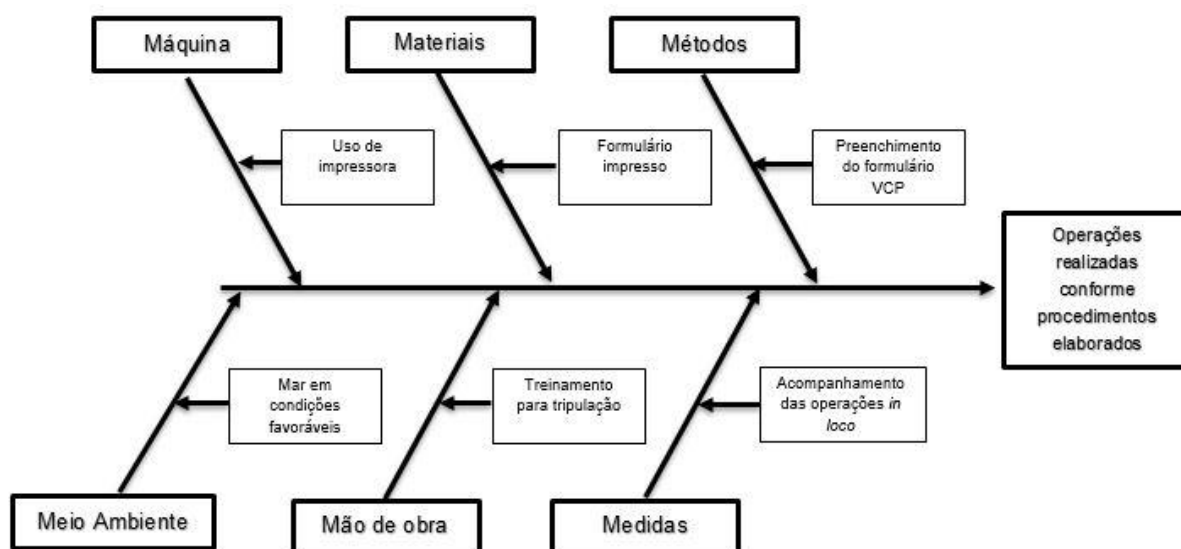 Máquina
Materiais
Métodos
Uso de
impressora
Formulário
impresso
Preenchimento
do formulário
VCP
Operações
realizadas
conforme
procedimentos
elaborados
Mar em
condições
favoráveis
Treinamento
para tripulação
Acompanhamento
das operações in
loco
Meio Ambiente
Mão de obra
Medidas